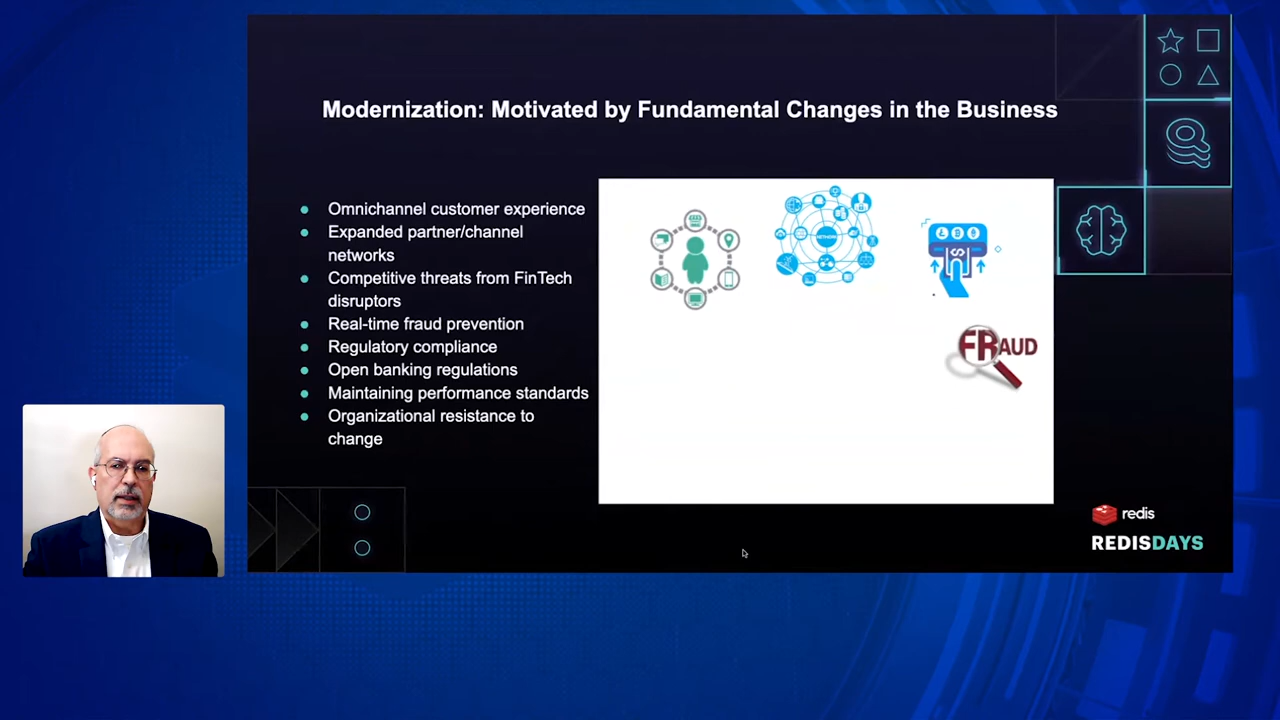 Modernization: Motivated by Fundamental Changes in the Business
Omnichannel customer experience
Expanded partner/channel
networks
Competitive threats from FinTech
disruptors
Real-time fraud prevention
Regulatory compliance
Open banking regulations
Maintaining performance standards
Organizational resistance to
change
NETWORK
FRAUD
redis
REDISDAYS